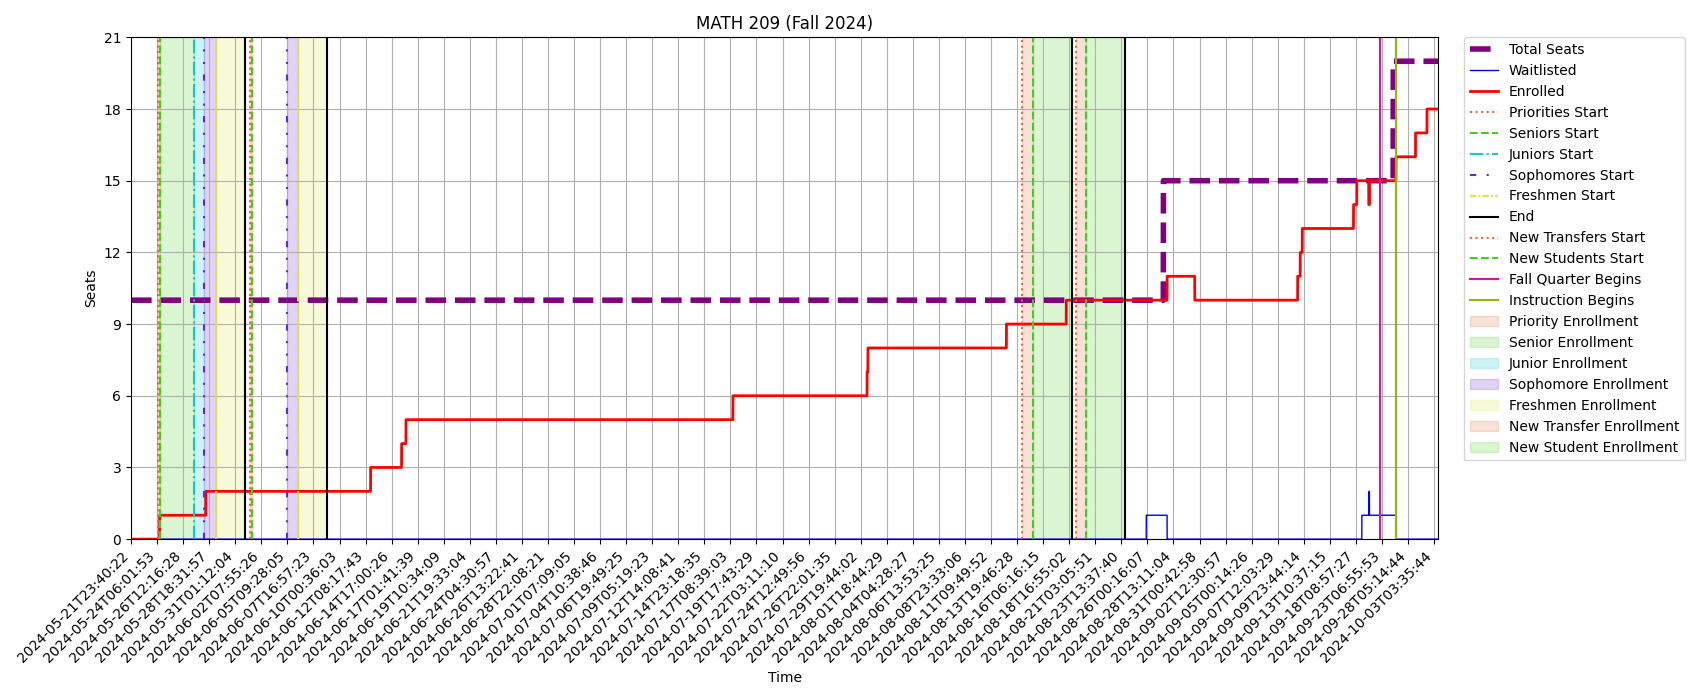 MATH 209 (Fall 2024)
21
18
15
12
9
6
3
0
Seats
2024-05-21T23:40:22
2024-05-24T06:01:53
2024-05-26T12:16:28
2024-05-28T18:31:57
2024-05-31T01:12:04
2024-06-02T07:55:26
2024-06-05T09:28:05
2024-06-07T16:57:23
2024-06-10T00:36:03
2024-06-12T08:17:43
2024-06-14T17:00:26
2024-06-17T01:41:39
2024-06-19T10:34:09
2024-06-21T19:33:04
2024-06-24T04:30:57
2024-06-26T13:22:41
2024-06-28T22:08:21
2024-07-01T07:09:05
2024-07-04T10:38:46
2024-07-06T19:49:25
2024-07-09T05:19:23
2024-07-12T14:08:41
2024-07-14T23:18:35
2024-07-17T08:39:03
2024-07-19T17:43:29
2024-07-22T03:11:10
2024-07-24T12:49:56
2024-07-26T22:01:35
2024-07-29T19:44:02
2024-08-01T18:44:29
2024-08-04T04:28:27
2024-08-06T13:53:25
2024-08-08T23:33:06
2024-08-11T09:49:52
2024-08-13T19:46:28
2024-08-16T06:16:15
2024-08-18T16:55:02
2024-08-21T03:05:51
2024-08-23T13:37:40
2024-08-26T00:16:07
2024-08-28T13:11:04
2024-08-31T00:42:58
2024-09-02T12:30:57
2024-09-05T00:14:26
2024-09-07T12:03:29
2024-09-09T23:44:14
2024-09-13T10:37:15
2024-09-18T08:57:27
2024-09-23T06:55:53
2024-09-28T05:14:44
2024-10-03T03:35:44
Time
Total Seats
Waitlisted
Enrolled
Priorities Start
Seniors Start
Juniors Start
Sophomores Start
Freshmen Start
End
New Transfers Start
New Students Start
Fall Quarter Begins
Instruction Begins
Priority Enrollment
Senior Enrollment
Junior Enrollment
Sophomore Enrollment
Freshmen Enrollment
New Transfer Enrollment
New Student Enrollment